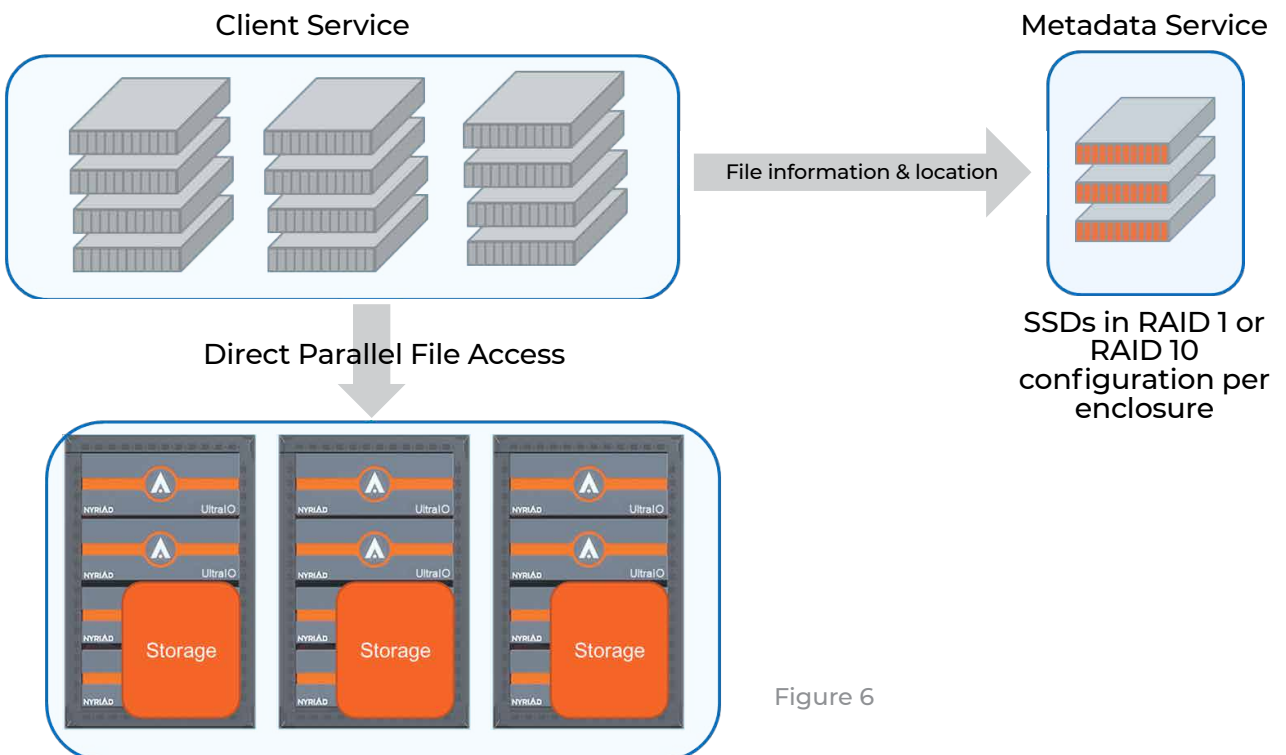 Client Service
Metadata Service
File information & location
SSDs in RAID 1 or
RAID 10
configuration per
enclosure
Direct Parallel File Access
NYRIAD UltraIO
NYRIAD UltraIO
NYRIAD
Storage
NYRIAD
NYRIAD UltraIO
NYRIAD UltraIO
NYRIAD
Storage
NYRIAD
NYRIAD UltraIO
NYRIAD UltraIO
NYRIAD
Storage
NYRIAD
Figure 6